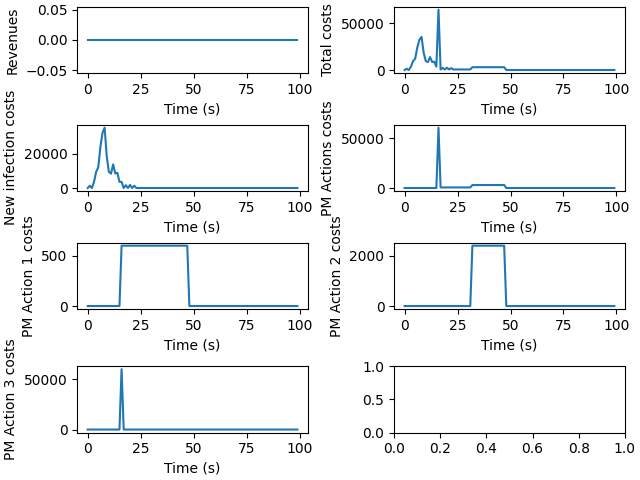 Revenues
0.05
0.00
−0.05
0 25 50 75 100
Time (s)
Total costs
50000
0
0 25 50 75 100
Time (s)
New infection costs
20000
0
0 25 50 75 100
Time (s)
PM Actions costs
50000
0
0 25 50 75 100
Time (s)
PM Action 1 costs
500
0
0 25 50 75 100
Time (s)
PM Action 2 costs
2000
0
0 25 50 75 100
Time (s)
PM Action 3 costs
50000
0
0 25 50 75 100
Time (s)
1.0
0.5
0.0
0.0 0.2 0.4 0.6 0.8 1.0